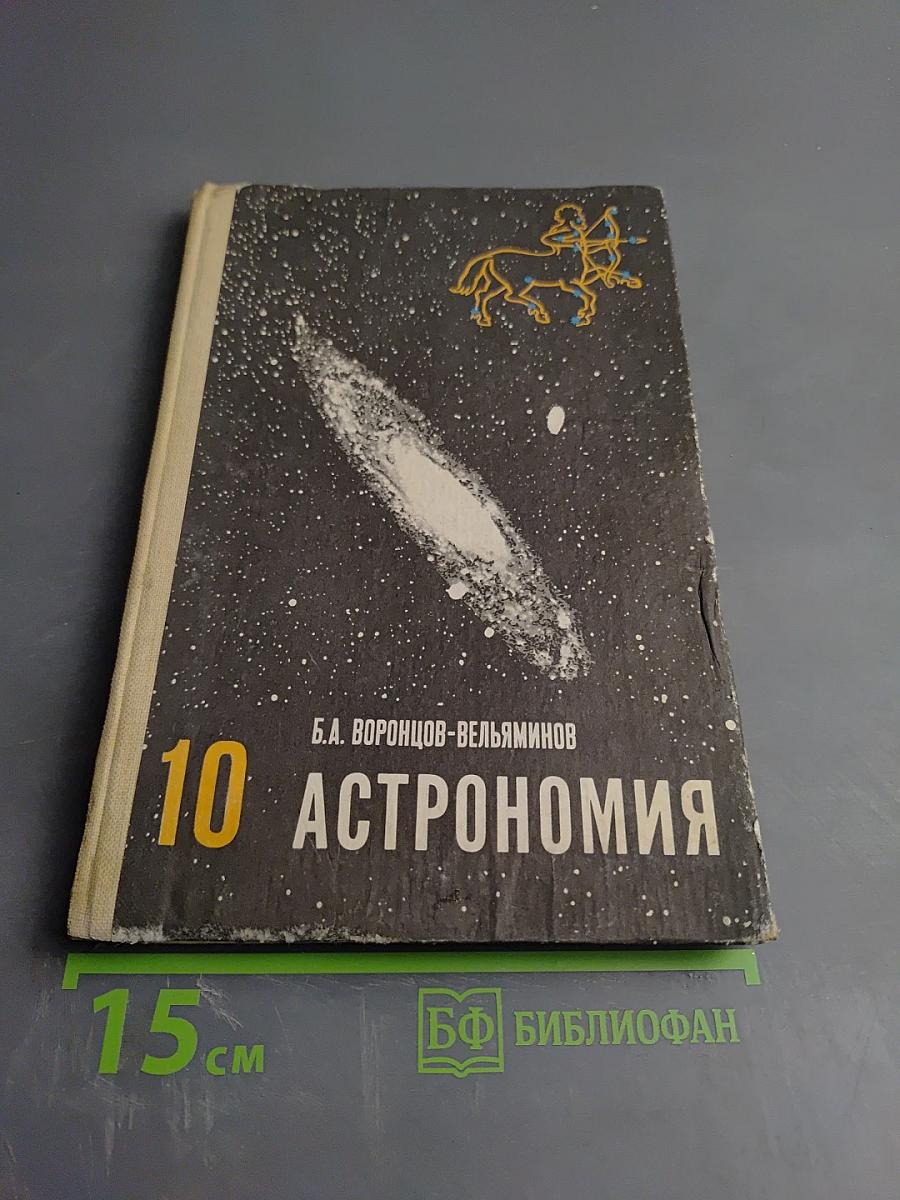 Б.А. ВОРОНЦОВ-ВЕЛЬЯМИНОВ
10 АСТРОНОМИЯ
15 см
БФ БИБЛИОФАН